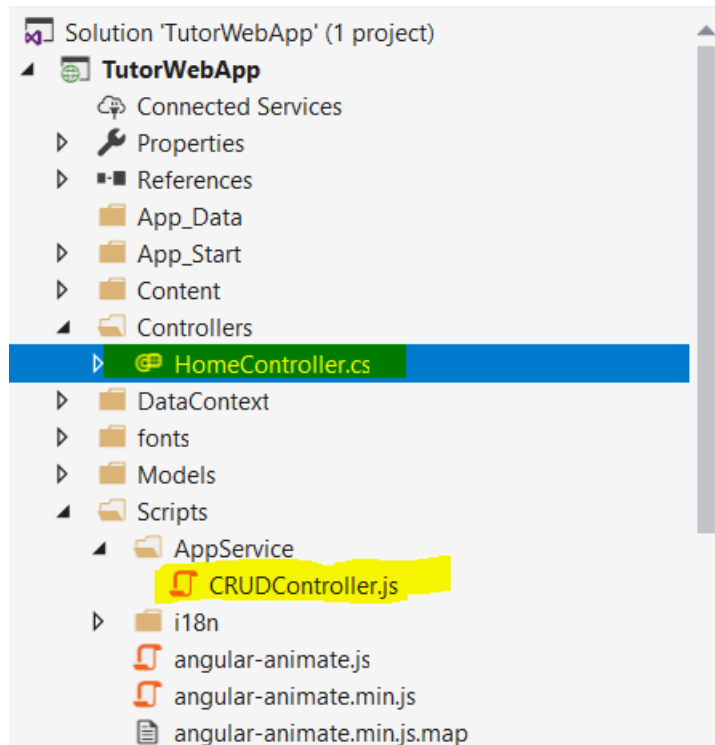 Solution 'TutorWebApp' (1 project)
TutorWebApp
Connected Services
Properties
References
App_Data
App_Start
Content
Controllers
HomeController.cs
DataContext
fonts
Models
Scripts
AppService
CRUDController.js
i18n
angular-animate.js
angular-animate.min.js
angular-animate.min.js.map